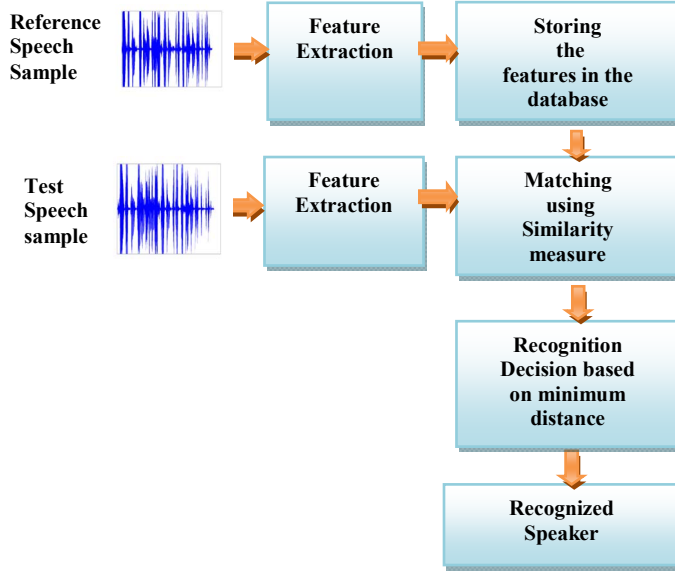 Reference
Speech
Sample
Feature
Extraction
Storing
the
features in the
database
Test
Speech
sample
Feature
Extraction
Matching
using
Similarity
measure
Recognition
Decision based
on minimum
distance
Recognized
Speaker